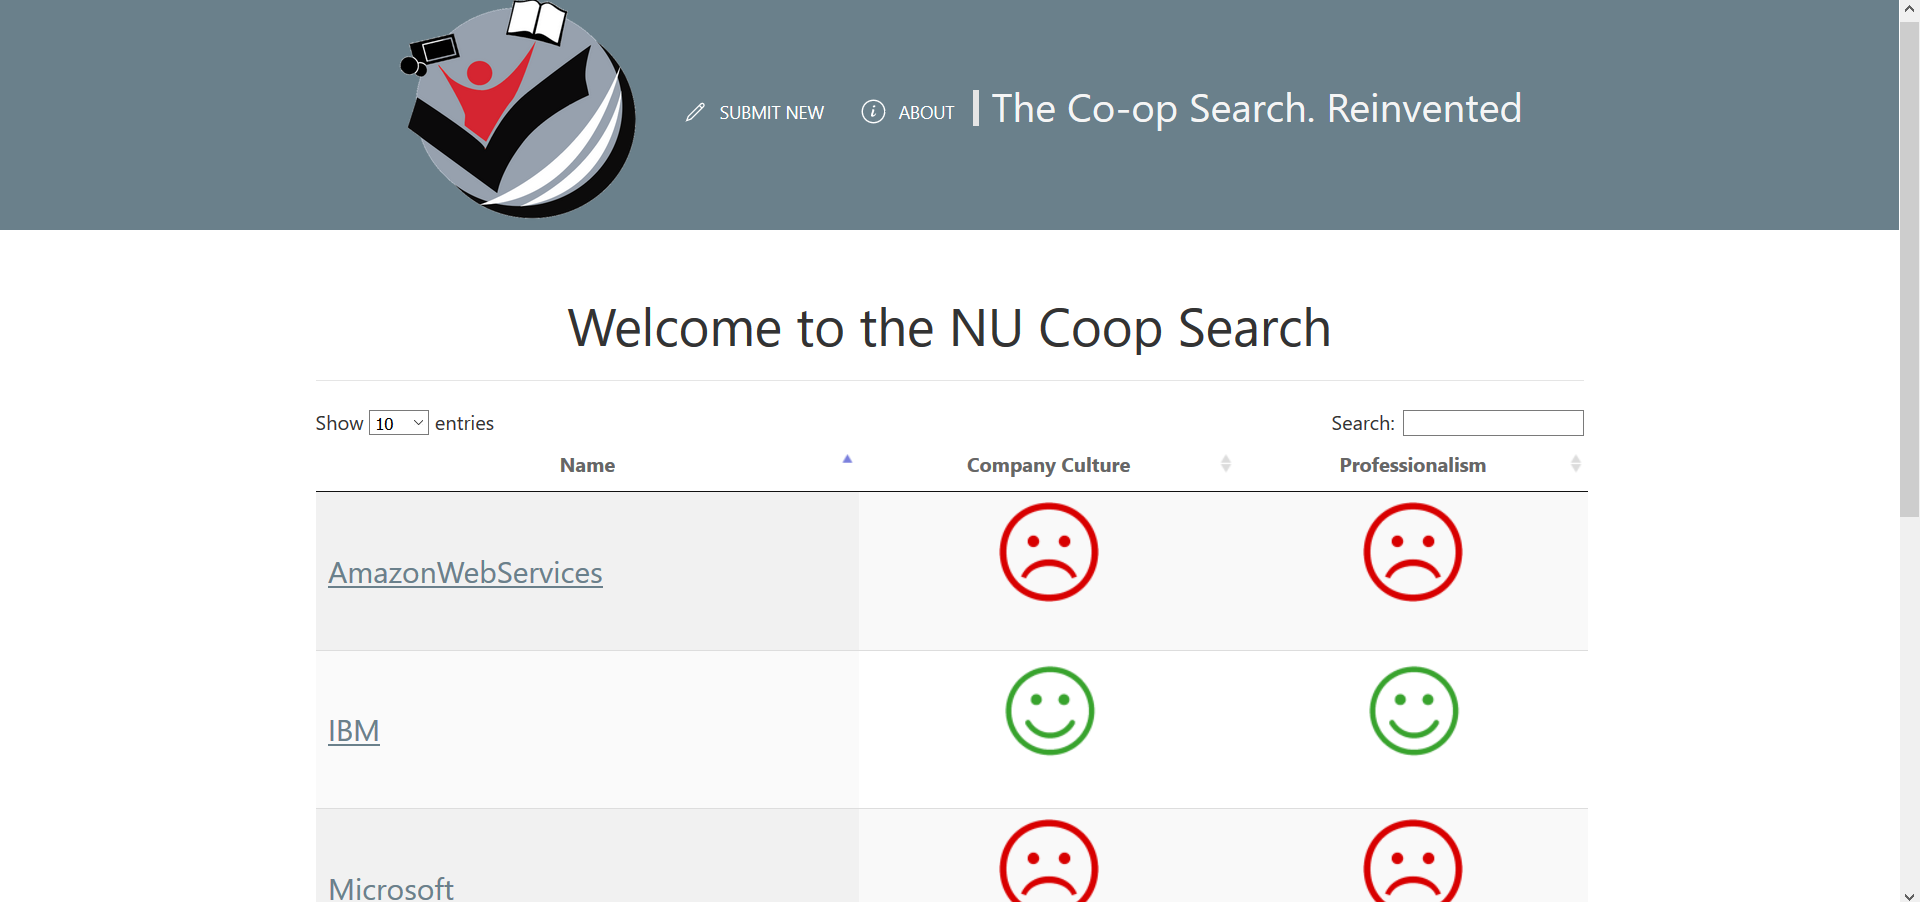 SUBMIT NEW ABOUT The Co-op Search. Reinvented
Welcome to the NU Coop Search
Show 10 entries Search:
Name Company Culture Professionalism
AmazonWebServices
IBM
Microsoft